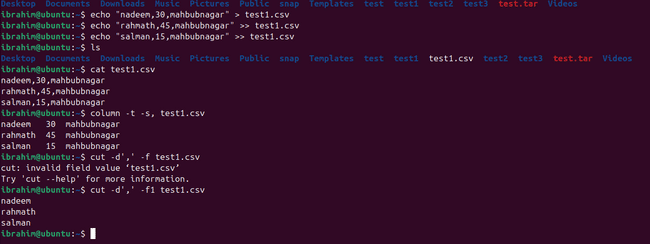 Desktop Documents Downloads Music Pictures Public snap Templates test test1 test2 test3 test.tar Videos
ibrahim@ubuntu:~$ echo "nadeem,30,mahbubnagar" > test1.csv
ibrahim@ubuntu:~$ echo "rahmath,45,mahbubnagar" >> test1.csv
ibrahim@ubuntu:~$ echo "salman,15,mahbubnagar" >> test1.csv
ibrahim@ubuntu:~$ ls
Desktop Documents Downloads Music Pictures Public snap Templates test test1 test1.csv test2 test3 test.tar Videos
ibrahim@ubuntu:~$ cat test1.csv
nadeem,30,mahbubnagar
rahmath,45,mahbubnagar
salman,15,mahbubnagar
ibrahim@ubuntu:~$ column -t -s, test1.csv
nadeem 30 mahbubnagar
rahmath 45 mahbubnagar
salman 15 mahbubnagar
ibrahim@ubuntu:~$ cut -d',' -f test1.csv
cut: invalid field value ‘test1.csv’
Try 'cut --help' for more information.
ibrahim@ubuntu:~$ cut -d',' -f1 test1.csv
nadeem
rahmath
salman
ibrahim@ubuntu:~$